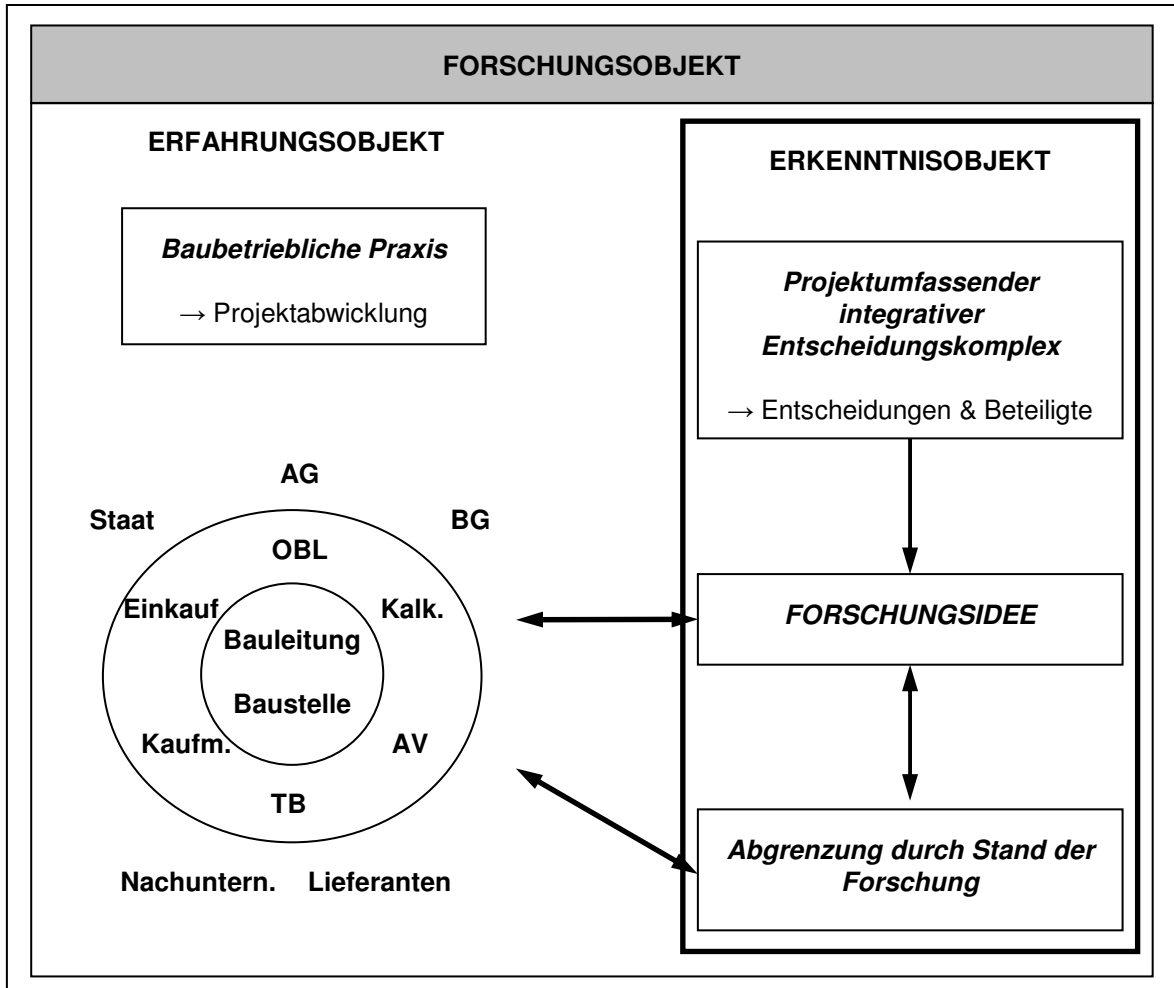 FORSCHUNGSOBJEKT
ERFAHRUNGSOBJEKT
Baubetriebliche Praxis
→ Projektabwicklung
AG
Staat
BG
OBL
Einkauf
Kalk.
Bauleitung
Baustelle
Kaufm.
AV
TB
Nachuntern.
Lieferanten
ERKENNTNISOBJEKT
Projektumfassender
integrativer
Entscheidungskomplex
→ Entscheidungen & Beteiligte
FORSCHUNGSIDEE
Abgrenzung durch Stand der
Forschung